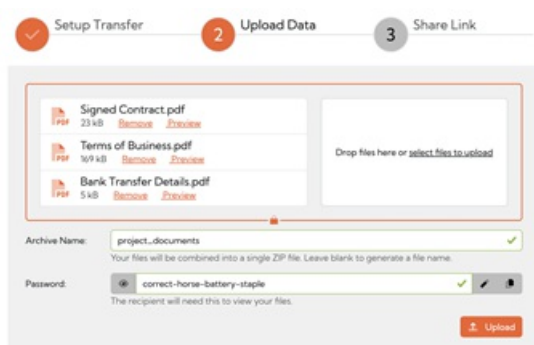 Setup Transfer
2 Upload Data
3 Share Link
PDF Signed Contract.pdf
23 kB Remove Preview
PDF Terms of Business.pdf
169 kB Remove Preview
PDF Bank Transfer Details.pdf
5 kB Remove Preview
Drop files here or select files to upload
Archive Name: project_documents
Your files will be combined into a single ZIP file. Leave blank to generate a file name.
Password: correct-horse-battery-staple
The recipient will need this to view your files.
Upload